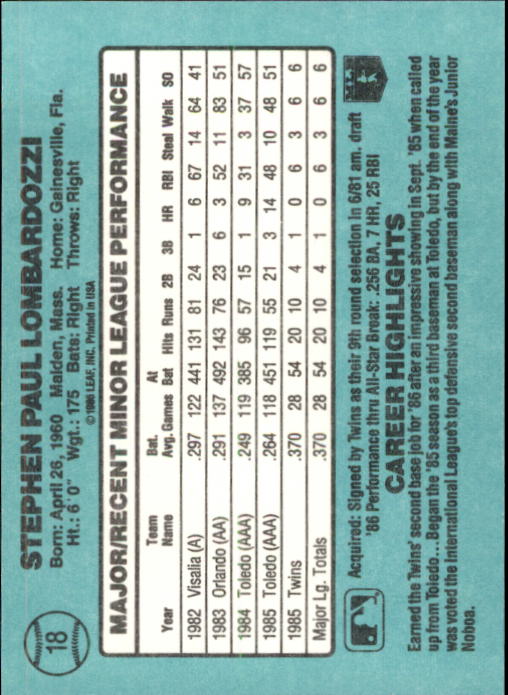 18
STEPHEN PAUL LOMBARDOZZI
Born: April 26, 1960 Malden, Mass. Home: Gainesville, Fla.
Ht.: 6'0" Wgt.: 175 Bats: Right Throws: Right
©1986 LEAF, INC. Printed in USA
MAJOR/RECENT MINOR LEAGUE PERFORMANCE
Team Bat. At
Year Name Avg. Games Bat Hits Runs 2B 3B HR RBI Steal Walk SO
1982 Visalia (A) .297 122 441 131 81 24 1 6 67 14 64 41
1983 Orlando (AA) .291 137 492 143 76 23 6 3 52 11 83 51
1984 Toledo (AAA) .249 119 385 96 57 15 1 9 31 3 37 57
1985 Toledo (AAA) .264 118 451 119 55 21 3 14 48 10 48 51
1985 Twins .370 28 54 20 10 4 1 0 6 3 6 6
Major Lg. Totals .370 28 54 20 10 4 1 0 6 3 6 6
Acquired: Signed by Twins as their 9th round selection in 6/81 am. draft
'86 Performance thru All-Star Break: .256 BA, 7 HR, 25 RBI
CAREER HIGHLIGHTS
Earned the Twins' second base job for '86 after an impressive showing in Sept. '85 when called
up from Toledo...Began the '85 season as a third baseman at Toledo, but by the end of the year
was voted the International League's top defensive second baseman along with Maine's Junior
Noboa.